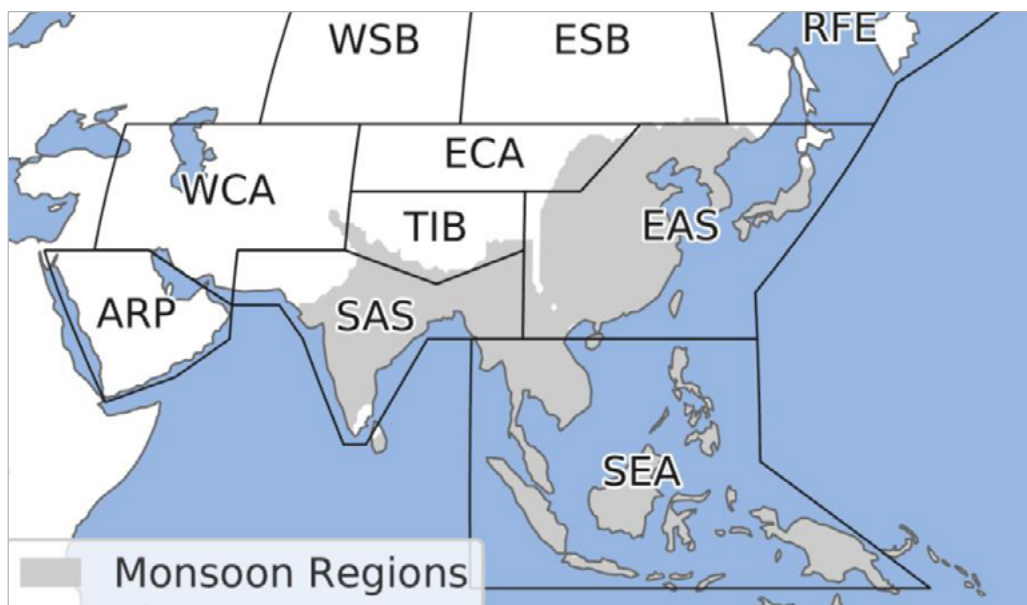 RFE
WSB
ESB
ECA
WCA
TIB
EAS
ARP
SAS
SEA
Monsoon Regions